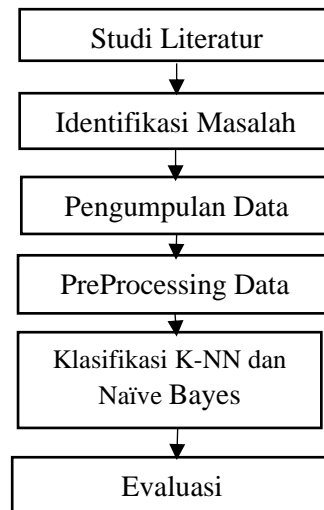 Studi Literatur
Identifikasi Masalah
Pengumpulan Data
PreProcessing Data
Klasifikasi K-NN dan
Naïve Bayes
Evaluasi